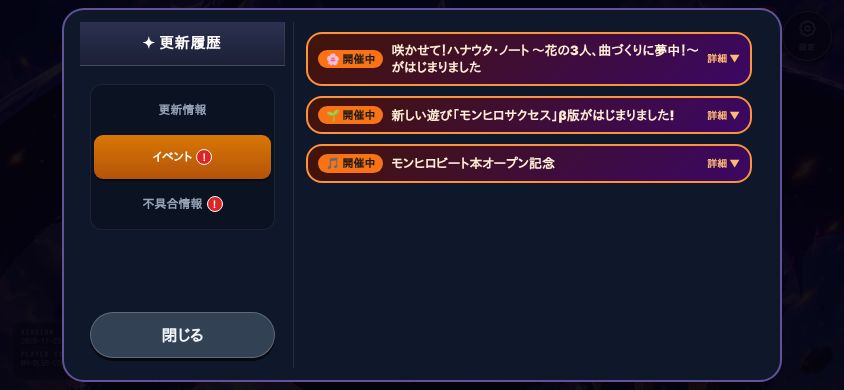 ✦ 更新履歴
更新情報
イベント !
不具合情報 !
閉じる
🌸 開催中
咲かせて!ハナウタ・ノート ～花の3人、曲づくりに夢中!～
がはじまりました
詳細 ▼
🌱 開催中
新しい遊び「モンヒロサクセス」β版がはじまりました!
詳細 ▼
🎵 開催中
モンヒロビート本オープン記念
詳細 ▼
VERSION